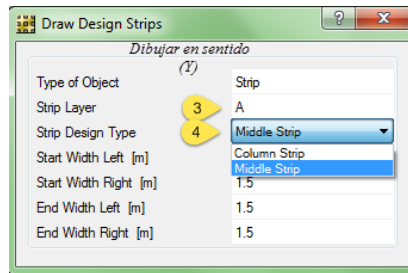 Draw Design Strips
?
X
Dibujar en sentido
(Y)
Type of Object Strip
Strip Layer 3 A
Strip Design Type 4 Middle Strip
Column Strip
Start Width Left [m]
Middle Strip
Start Width Right [m] 1.5
End Width Left [m] 1.5
End Width Right [m] 1.5